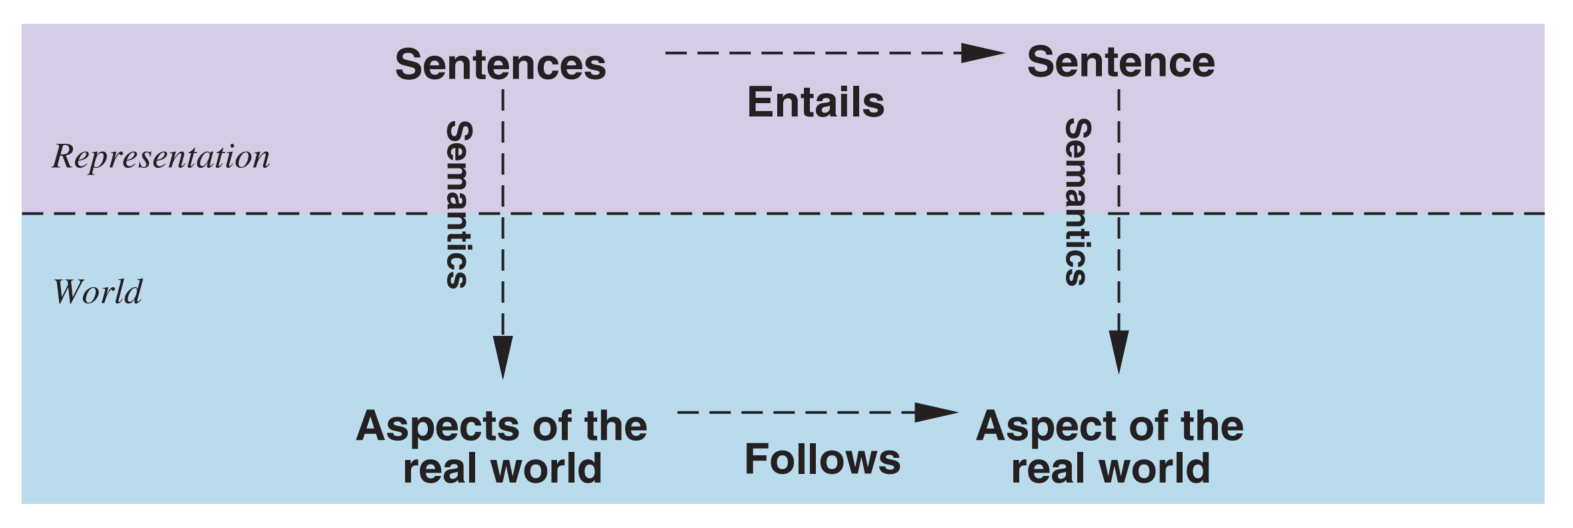 Sentences
Sentence
Entails
Semantics
Semantics
Representation
World
Aspects of the
real world
Follows
Aspect of the
real world